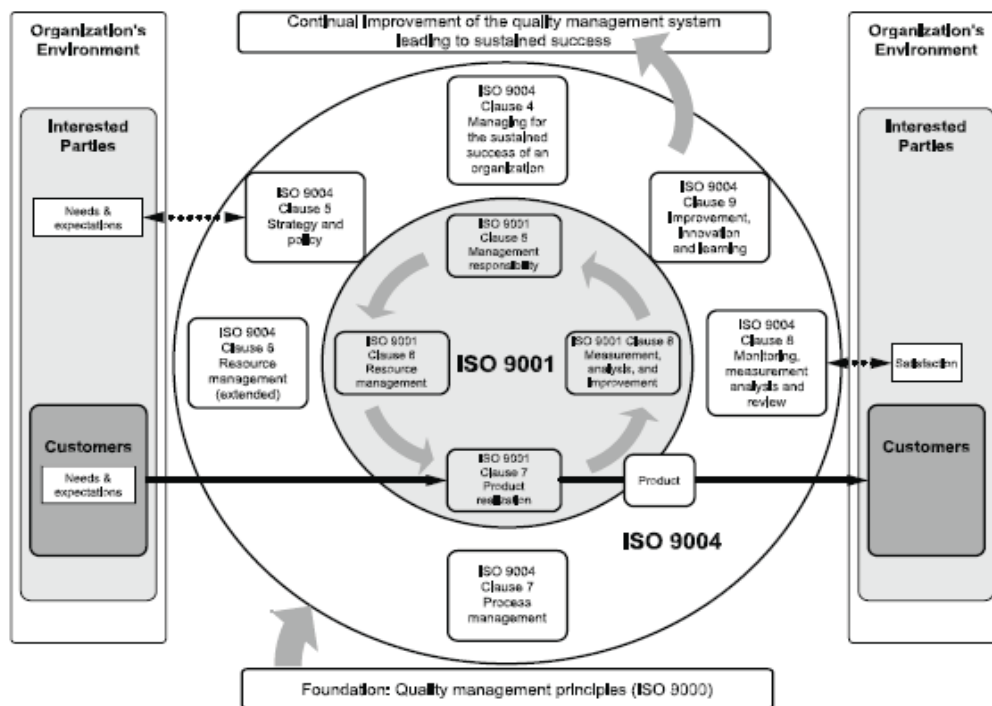 Continual improvement of the quality management system
leading to sustained success
Organization's
Environment
Interested
Parties
Needs &
expectations
Customers
Needs &
expectations
ISO 9004
Clause 4
Managing for
the sustained
success of an
organization
ISO 9004
Clause 5
Strategy and
policy
ISO 9004
Clause 9
Improvement,
innovation
and learning
ISO 9001
Clause 5
Management
responsibility
ISO 9004
Clause 6
Resource
management
(extended)
ISO 9001
Clause 6
Resource
management
ISO 9001
ISO 9001 Clause 8
Measurement,
analysis, and
improvement
ISO 9004
Clause 8
Monitoring,
measurement
analysis and
review
ISO 9001
Clause 7
Product
realization
Product
ISO 9004
ISO 9004
Clause 7
Process
management
Organization's
Environment
Interested
Parties
Satisfaction
Customers
Foundation: Quality management principles (ISO 9000)